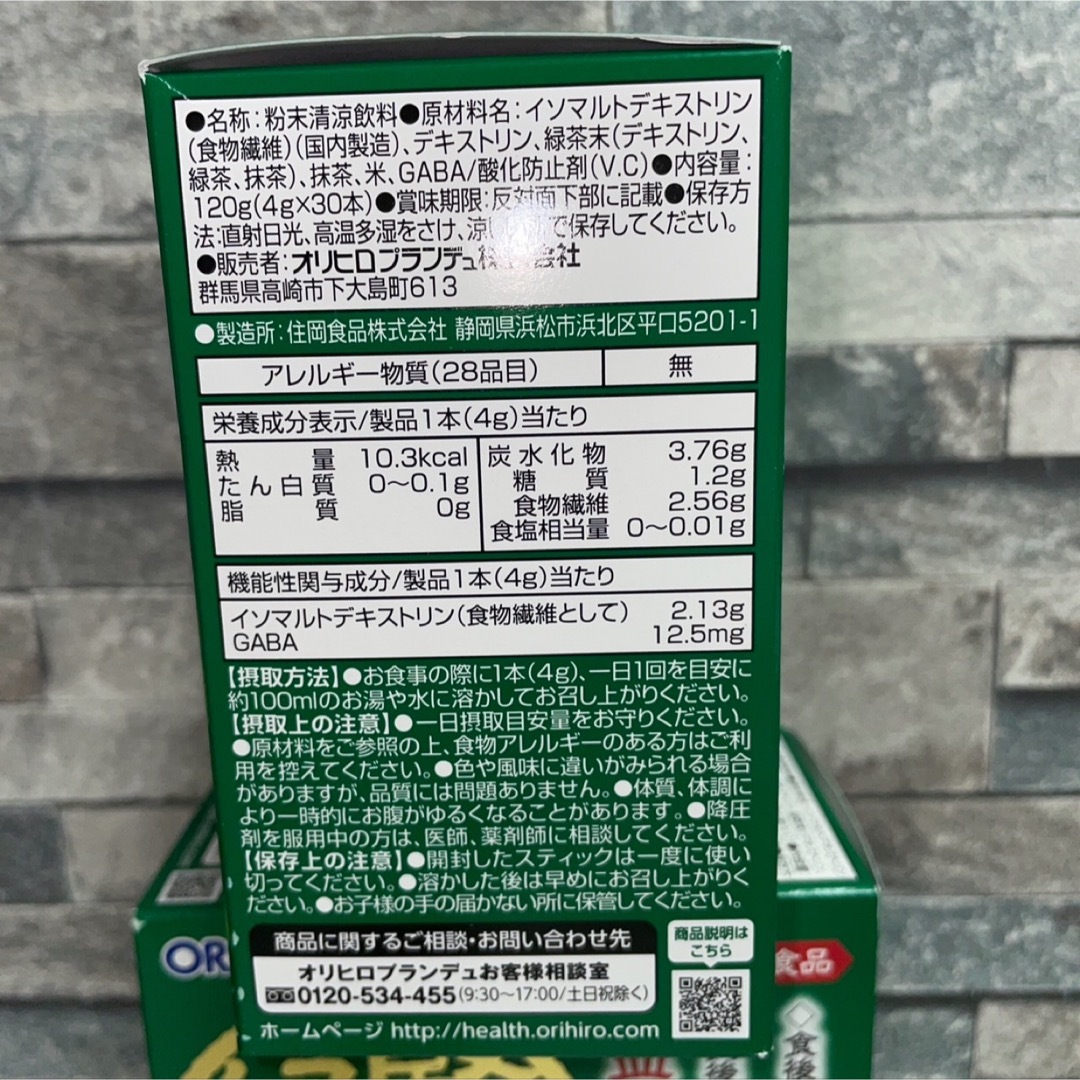 ●名称：粉末清涼飲料●原材料名：イソマルトデキストリン
(食物繊維)(国内製造)、デキストリン、緑茶末(デキストリン、
緑茶、抹茶)、抹茶、米、GABA/酸化防止剤(V.C)●内容量：
120g(4g×30本)●賞味期限：反対面下部に記載●保存方
法：直射日光、高温多湿をさけ、涼 で保存してください。
●販売者：オリヒロプランデュ株 会社
群馬県高崎市下大島町613
●製造所：住岡食品株式会社 静岡県浜松市浜北区平口5201-1
アレルギー物質(28品目) 無
栄養成分表示/製品1本(4g)当たり
熱量 10.3kcal
たん白質 0〜0.1g
脂質 0g
炭水化物 3.76g
糖質 1.2g
食物繊維 2.56g
食塩相当量 0〜0.01g
機能性関与成分/製品1本(4g)当たり
イソマルトデキストリン(食物繊維として) 2.13g
GABA 12.5mg
【摂取方法】●お食事の際に1本(4g)、一日1回を目安に
約100mlのお湯や水に溶かしてお召し上がりください。
【摂取上の注意】●一日摂取目安量をお守りください。
●原材料をご参照の上、食物アレルギーのある方はご利
用を控えてください。●色や風味に違いがみられる場合
がありますが、品質には問題ありません。●体質、体調に
より一時的にお腹がゆるくなることがあります。●降圧
剤を服用中の方は、医師、薬剤師に相談してください。
【保存上の注意】●開封したスティックは一度に使い
切ってください。●溶かした後は早めにお召し上がりく
ださい。●お子様の手の届かない所に保管してください。
商品に関するご相談・お問い合わせ先
オリヒロプランデュお客様相談室
0120-534-455(9:30〜17:00/土日祝除く)
ホームページ http://health.orihiro.com
商品説明は
こちら
OR
食品
食後
後